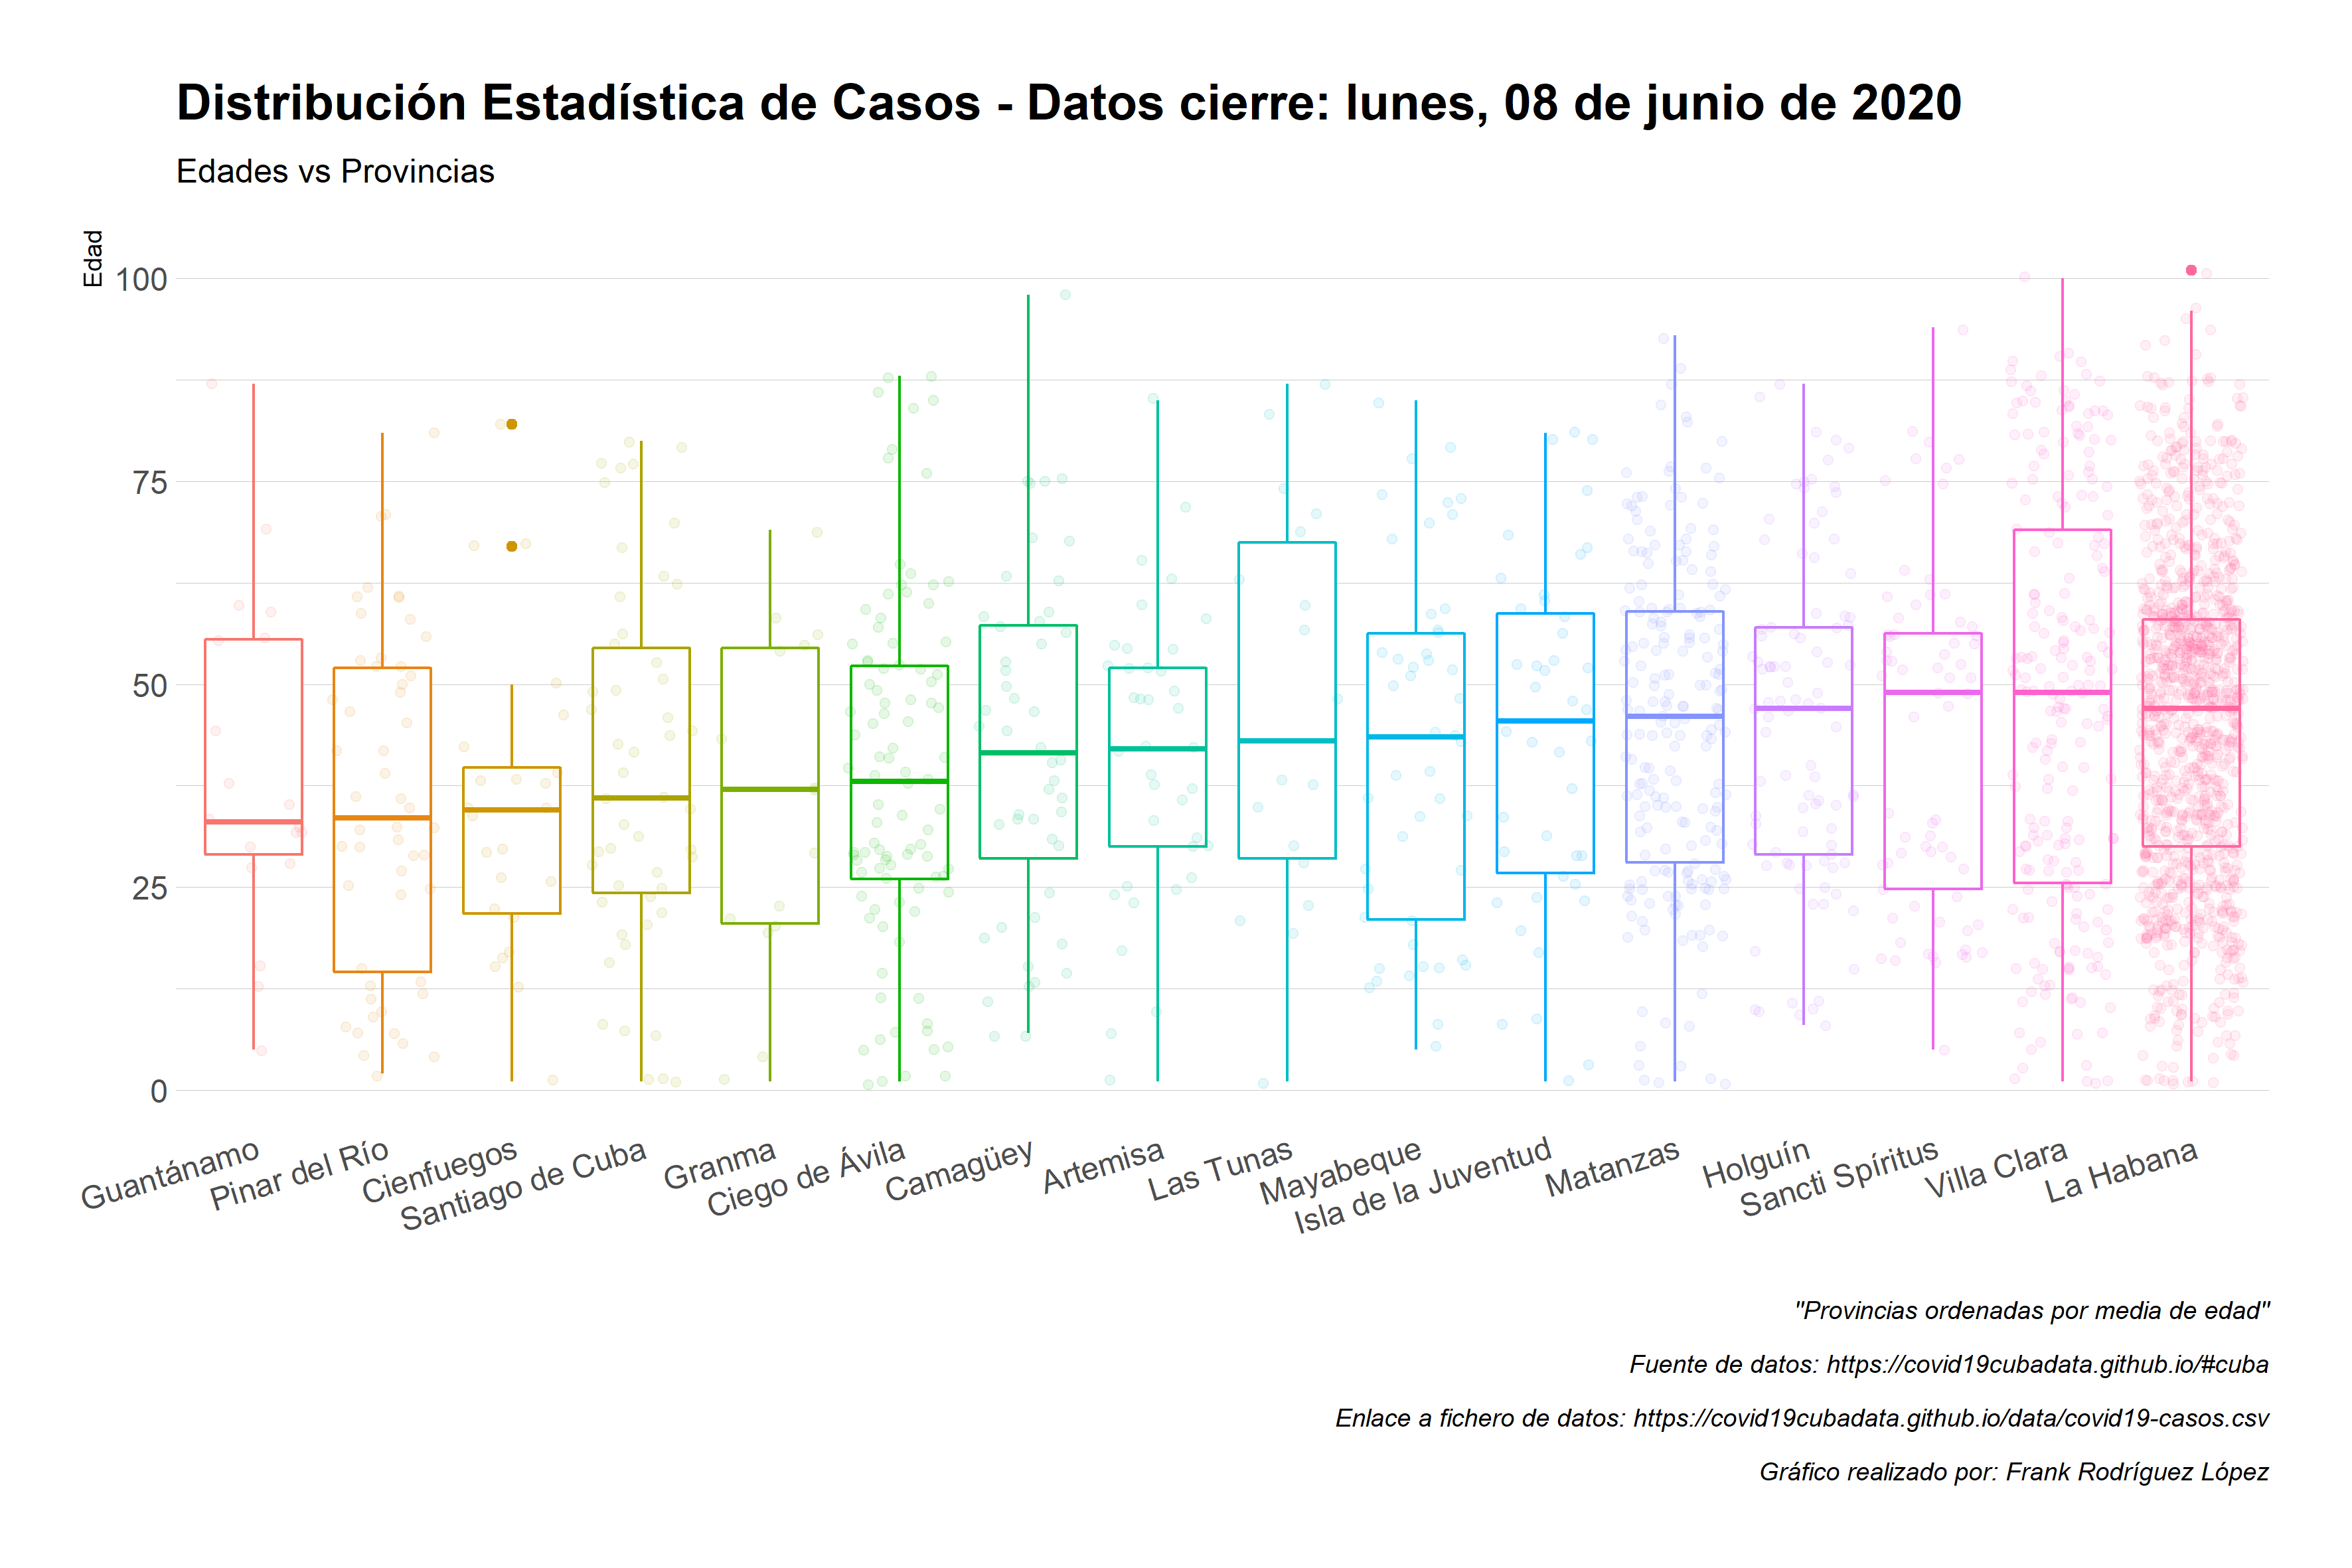 Distribución Estadística de Casos - Datos cierre: lunes, 08 de junio de 2020
Edades vs Provincias
Edad
100
75
50
25
0
Guantánamo
Pinar del Río
Cienfuegos
Santiago de Cuba
Granma
Ciego de Ávila
Camagüey
Artemisa
Las Tunas
Mayabeque
Isla de la Juventud
Matanzas
Holguín
Sancti Spíritus
Villa Clara
La Habana
"Provincias ordenadas por media de edad"
Fuente de datos: https://covid19cubadata.github.io/#cuba
Enlace a fichero de datos: https://covid19cubadata.github.io/data/covid19-casos.csv
Gráfico realizado por: Frank Rodríguez López